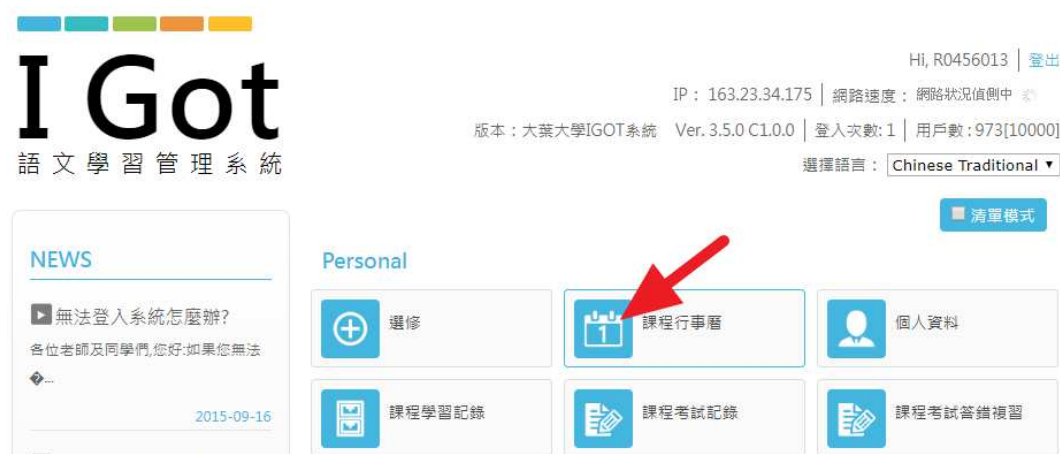 I Got
語文學習管理系統
Hi, R0456013 | 登出
IP： 163.23.34.175 | 網路速度： 網路狀況偵測中
版本：大葉大學IGOT系統 Ver. 3.5.0 C1.0.0 | 登入次數: 1 | 用戶數 : 973[10000]
選擇語言： Chinese Traditional ▼
清單模式
NEWS
無法登入系統怎麼辦?
各位老師及同學們,您好:如果您無法
�...
2015-09-16
Personal
選修
1
課程行事曆
個人資料
課程學習記錄
課程考試記錄
課程考試答錯複習